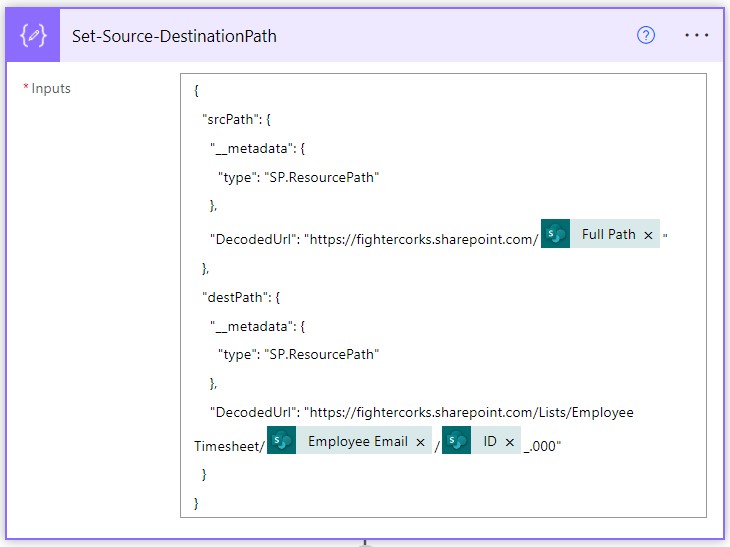 Set-Source-DestinationPath
* Inputs
{
"srcPath": {
"__metadata": {
"type": "SP.ResourcePath"
},
"DecodedUrl": "https://fightercorks.sharepoint.com/ Full Path × "
},
"destPath": {
"__metadata": {
"type": "SP.ResourcePath"
},
"DecodedUrl": "https://fightercorks.sharepoint.com/Lists/Employee
Timesheet/ Employee Email × / ID × _.000"
}
}